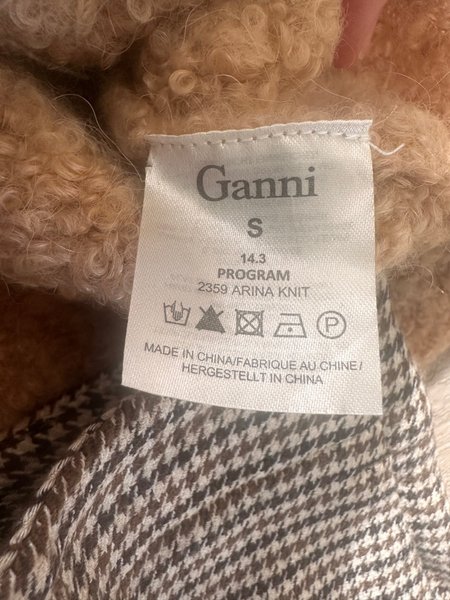 Ganni
S
14.3
PROGRAM
2359 ARINA KNIT
P
MADE IN CHINA/FABRIQUE AU CHINE/
HERGESTELLT IN CHINA